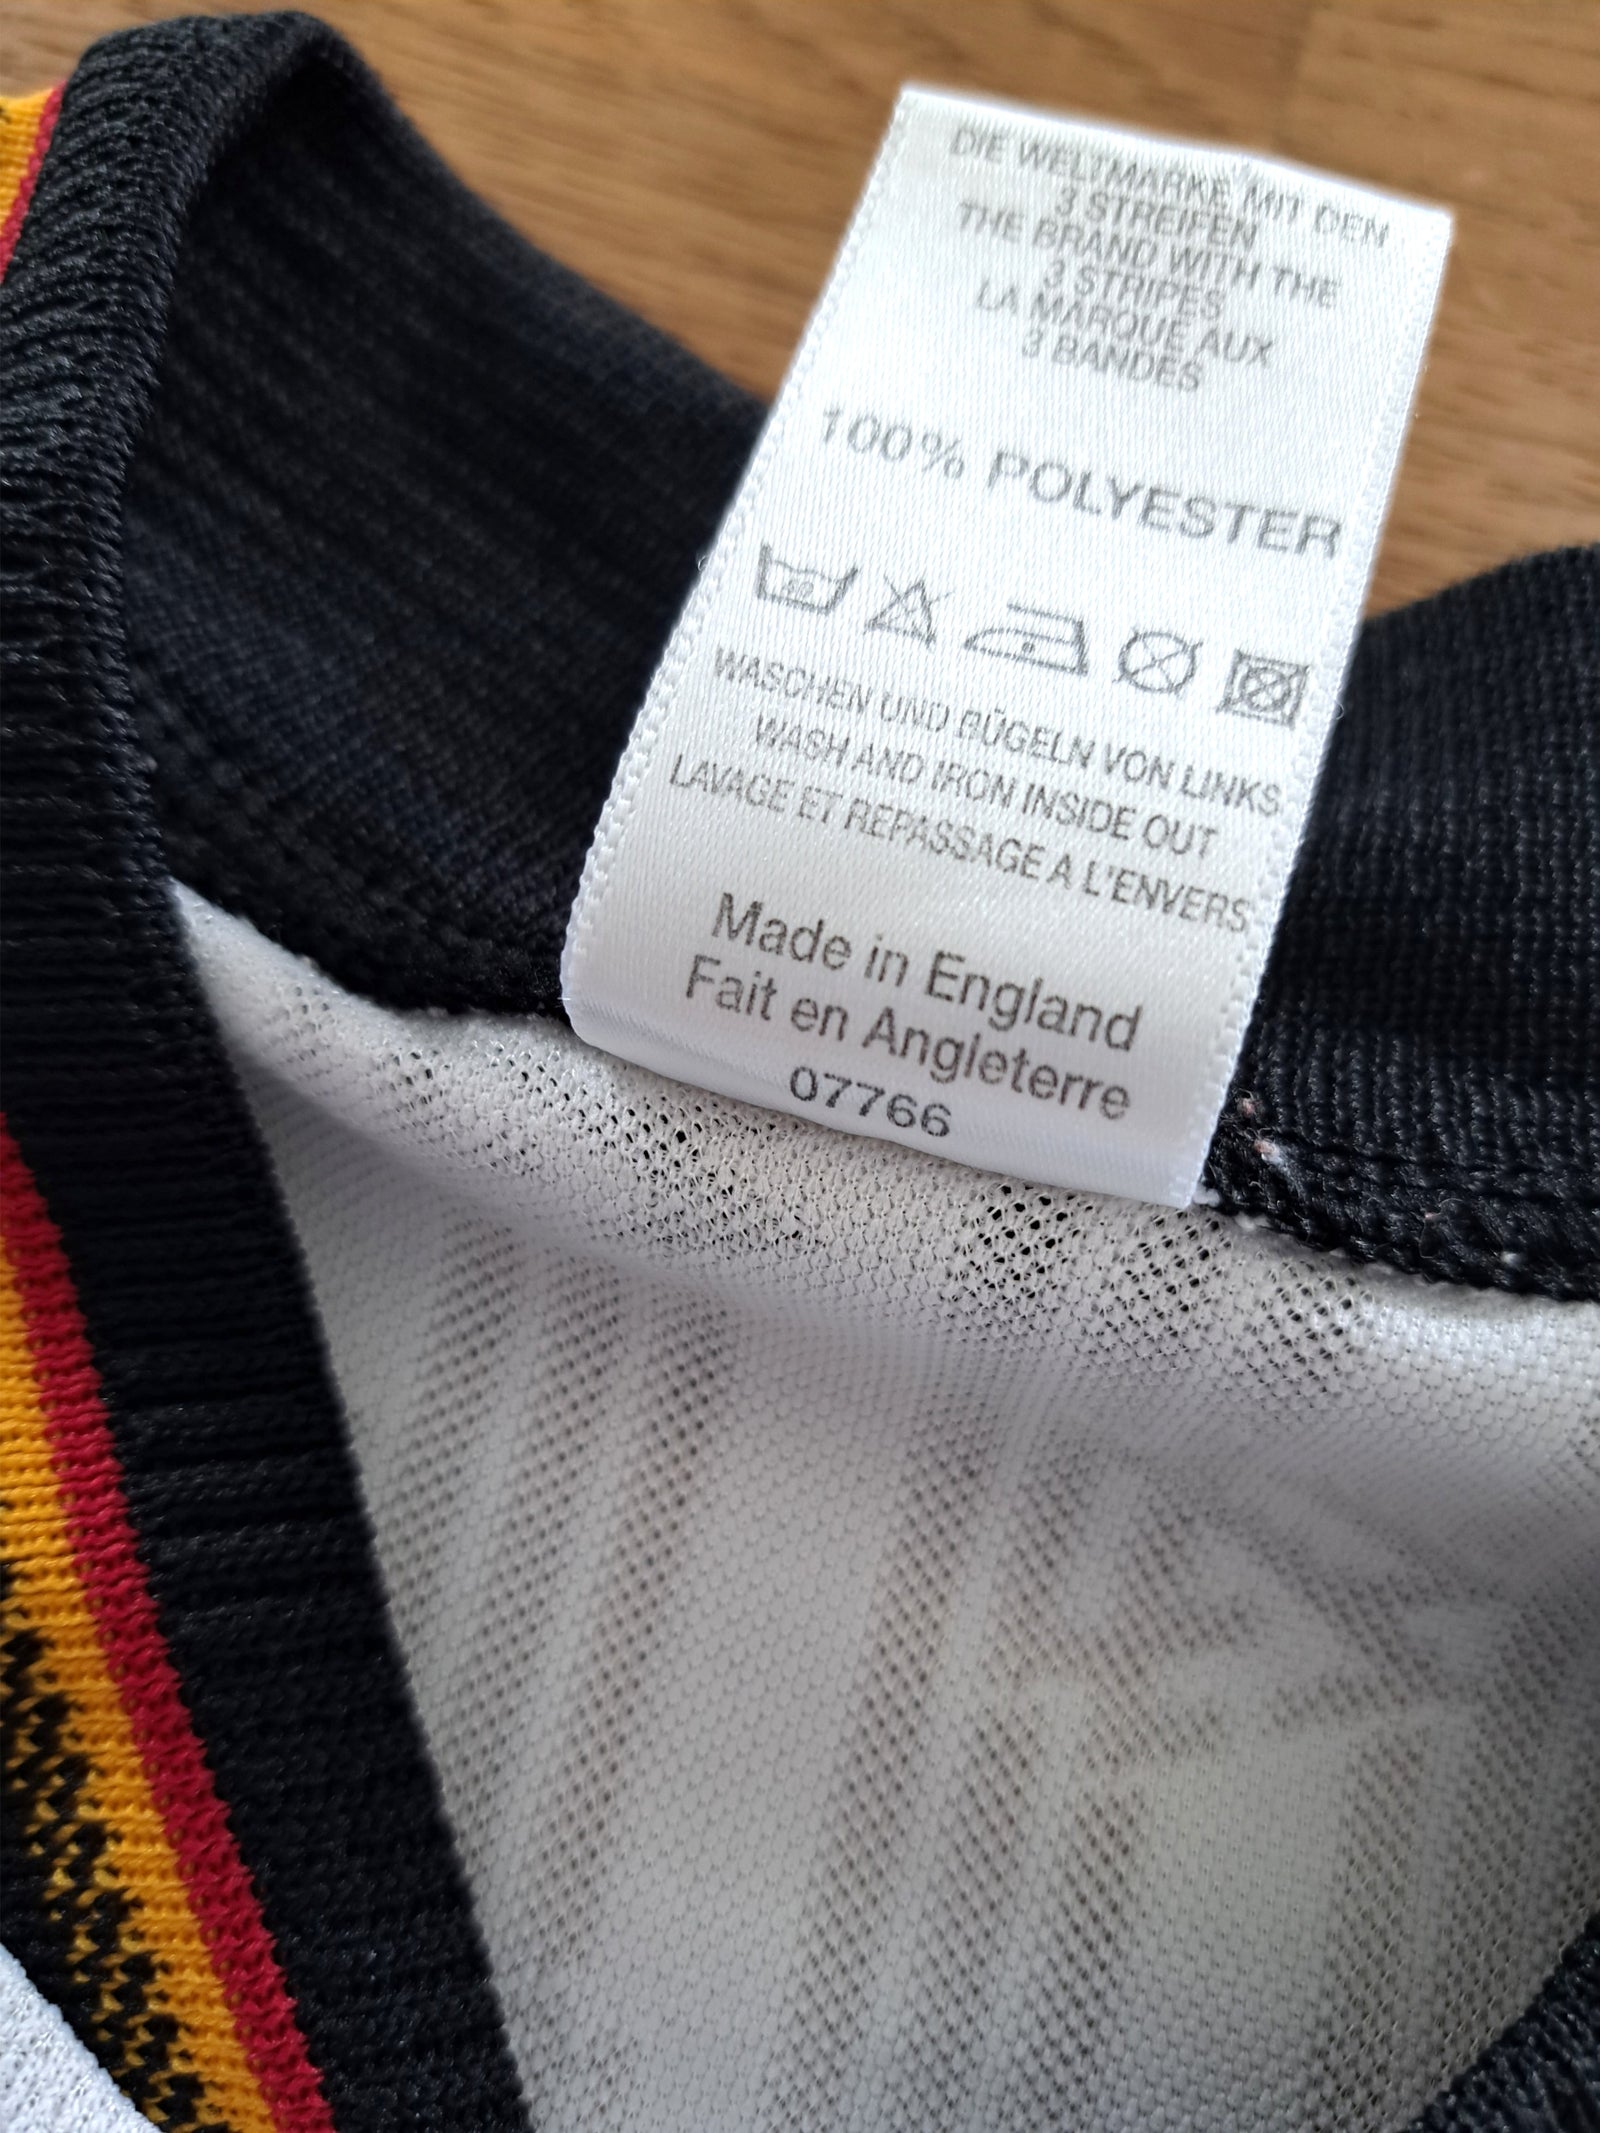 DIE WELTMARKE MIT DEN
3 STREIFEN
THE BRAND WITH THE
3 STRIPES
LA MARQUE AUX
3 BANDES
100% POLYESTER
WASCHEN UND BÜGELN VON LINKS
WASH AND IRON INSIDE OUT
LAVAGE ET REPASSAGE A L'ENVERS
Made in England
Fait en Angleterre
07766